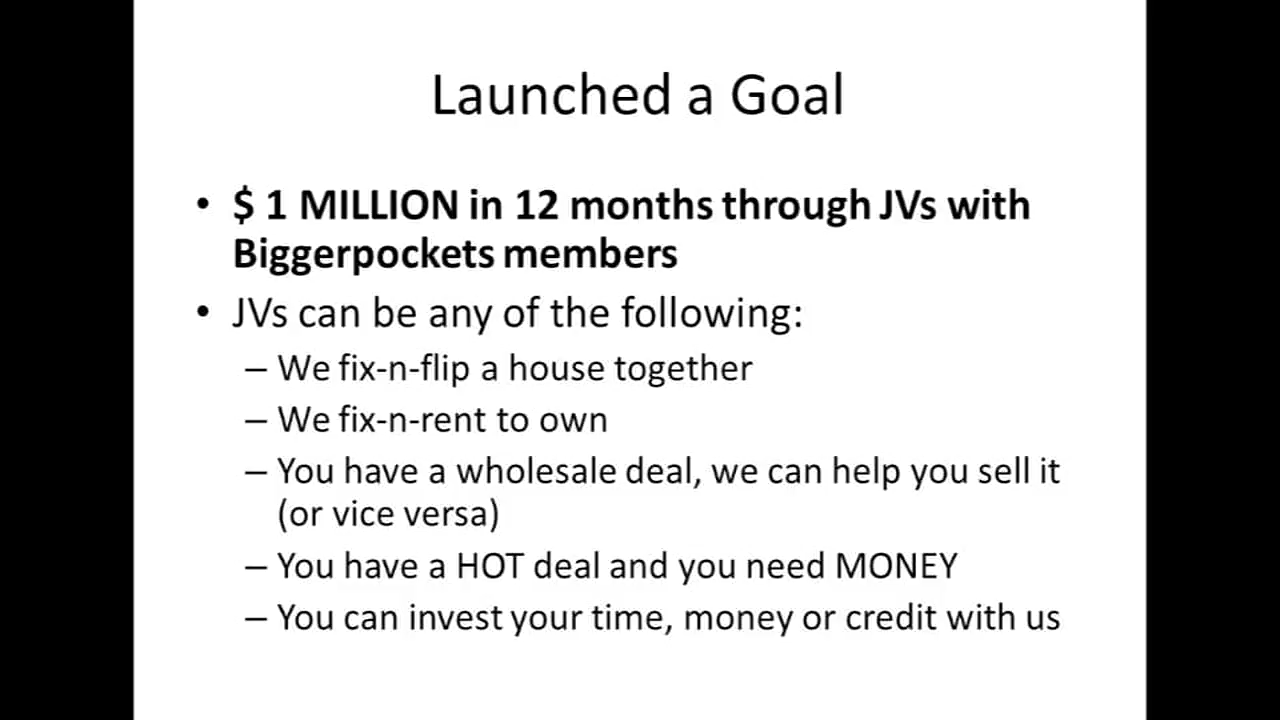 Launched a Goal
• $ 1 MILLION in 12 months through JVs with
Biggerpockets members
• JVs can be any of the following:
– We fix-n-flip a house together
– We fix-n-rent to own
– You have a wholesale deal, we can help you sell it
(or vice versa)
– You have a HOT deal and you need MONEY
– You can invest your time, money or credit with us